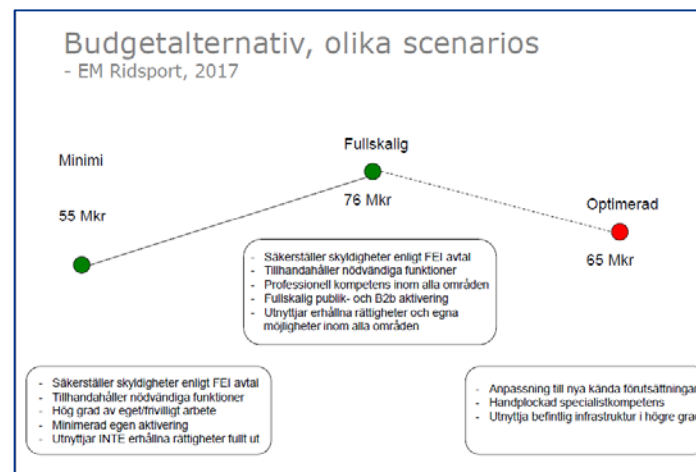 Budgetalternativ, olika scenarios
- EM Ridsport, 2017
Minimi
55 Mkr
Fullskalig
76 Mkr
Optimerad
65 Mkr
- Säkerställer skyldigheter enligt FEI avtal
- Tillhandahåller nödvändiga funktioner
- Professionell kompetens inom alla områden
- Fullskalig publik- och B2b aktivering
- Utnyttjar erhållna rättigheter och egna
möjligheter inom alla områden
- Säkerställer skyldigheter enligt FEI avtal
- Tillhandahåller nödvändiga funktioner
- Hög grad av eget/frivilligt arbete
- Minimerad egen aktivering
- Utnyttjar INTE erhållna rättigheter fullt ut
- Anpassning till nya kända förutsättningar
- Handplockad specialistkompetens
- Utnyttja befintlig infrastruktur i högre grad